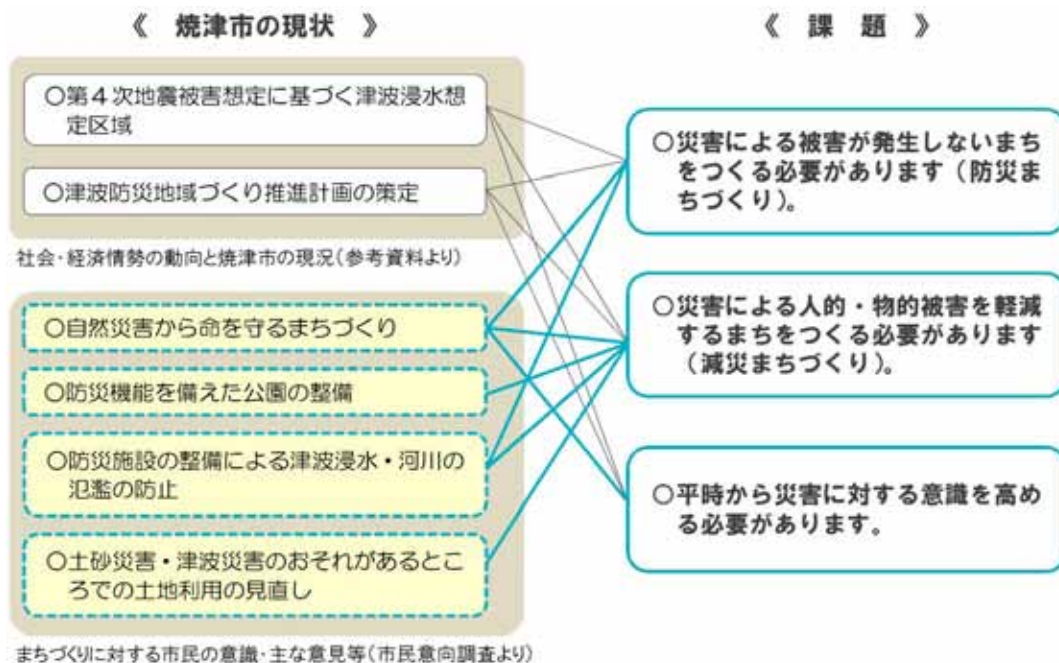 《 焼津市の現状 》
《 課 題 》
○第4次地震被害想定に基づく津波浸水想
定区域
○津波防災地域づくり推進計画の策定
社会・経済情勢の動向と焼津市の現況(参考資料より)
○自然災害から命を守るまちづくり
○防災機能を備えた公園の整備
○防災施設の整備による津波浸水・河川の
氾濫の防止
○土砂災害・津波災害のおそれがあるとこ
ろでの土地利用の見直し
まちづくりに対する市民の意識・主な意見等(市民意向調査より)
○災害による被害が発生しないまち
をつくる必要があります(防災ま
ちづくり)。
○災害による人的・物的被害を軽減
するまちをつくる必要があります
(減災まちづくり)。
○平時から災害に対する意識を高め
る必要があります。